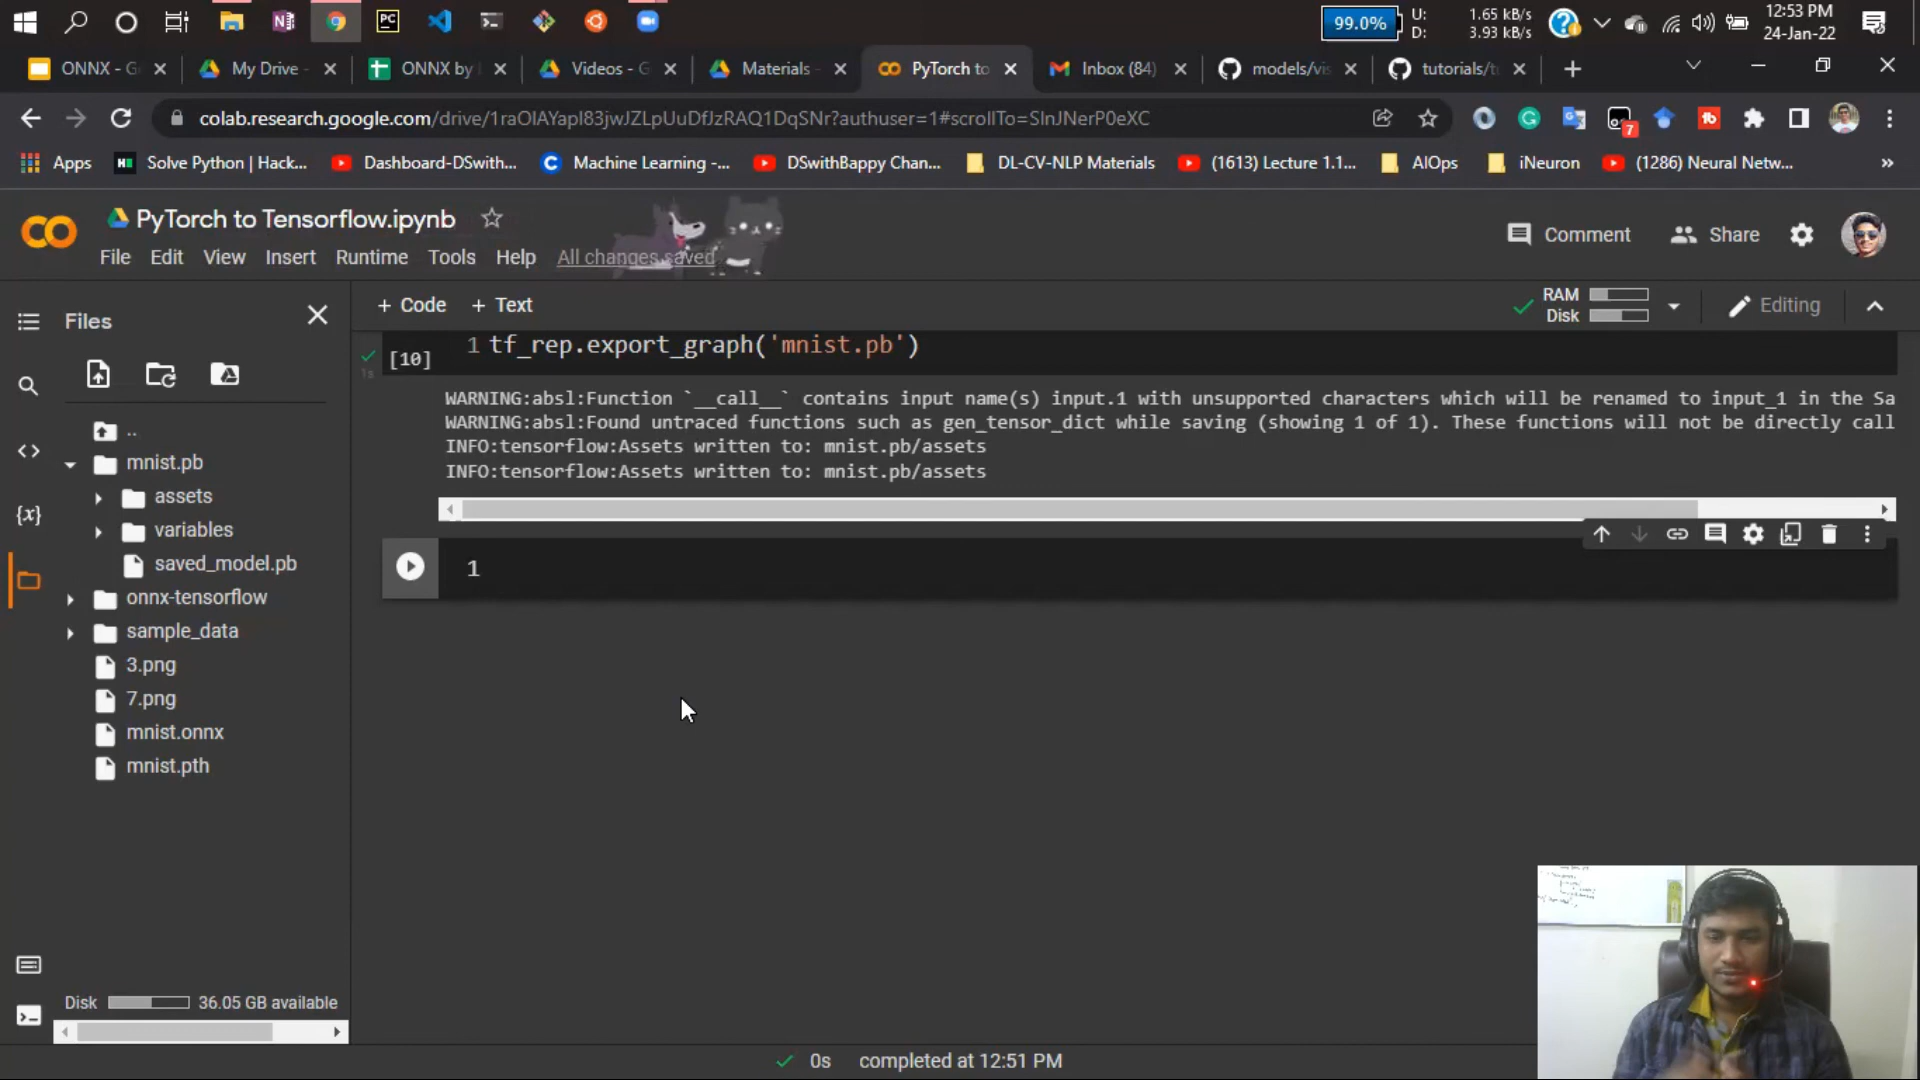 99.0%
U: 1.65 kB/s
D: 3.93 kB/s
12:53 PM
24-Jan-22
ONNX - G
My Drive -
ONNX by
Videos - G
Materials -
PyTorch to
Inbox (84)
models/vis
tutorials/t
colab.research.google.com/drive/1raOlAYapl83jwJZLpUuDfJzRAQ1DqSNr?authuser=1#scrollTo=SlnJNerP0eXC
7
Apps
Solve Python | Hack...
Dashboard-DSwith...
Machine Learning -...
DSwithBappy Chan...
DL-CV-NLP Materials
(1613) Lecture 1.1...
AIOps
iNeuron
(1286) Neural Netw...
»
PyTorch to Tensorflow.ipynb
Comment
Share
File Edit View Insert Runtime Tools Help All changes saved
Files
+ Code + Text
RAM
Disk
Editing
[10] 1 tf_rep.export_graph('mnist.pb')
1s
WARNING:absl:Function `__call__` contains input name(s) input.1 with unsupported characters which will be renamed to input_1 in the Sa
WARNING:absl:Found untraced functions such as gen_tensor_dict while saving (showing 1 of 1). These functions will not be directly call
INFO:tensorflow:Assets written to: mnist.pb/assets
INFO:tensorflow:Assets written to: mnist.pb/assets
1
..
mnist.pb
assets
variables
saved_model.pb
onnx-tensorflow
sample_data
3.png
7.png
mnist.onnx
mnist.pth
{x}
Disk 36.05 GB available
0s completed at 12:51 PM